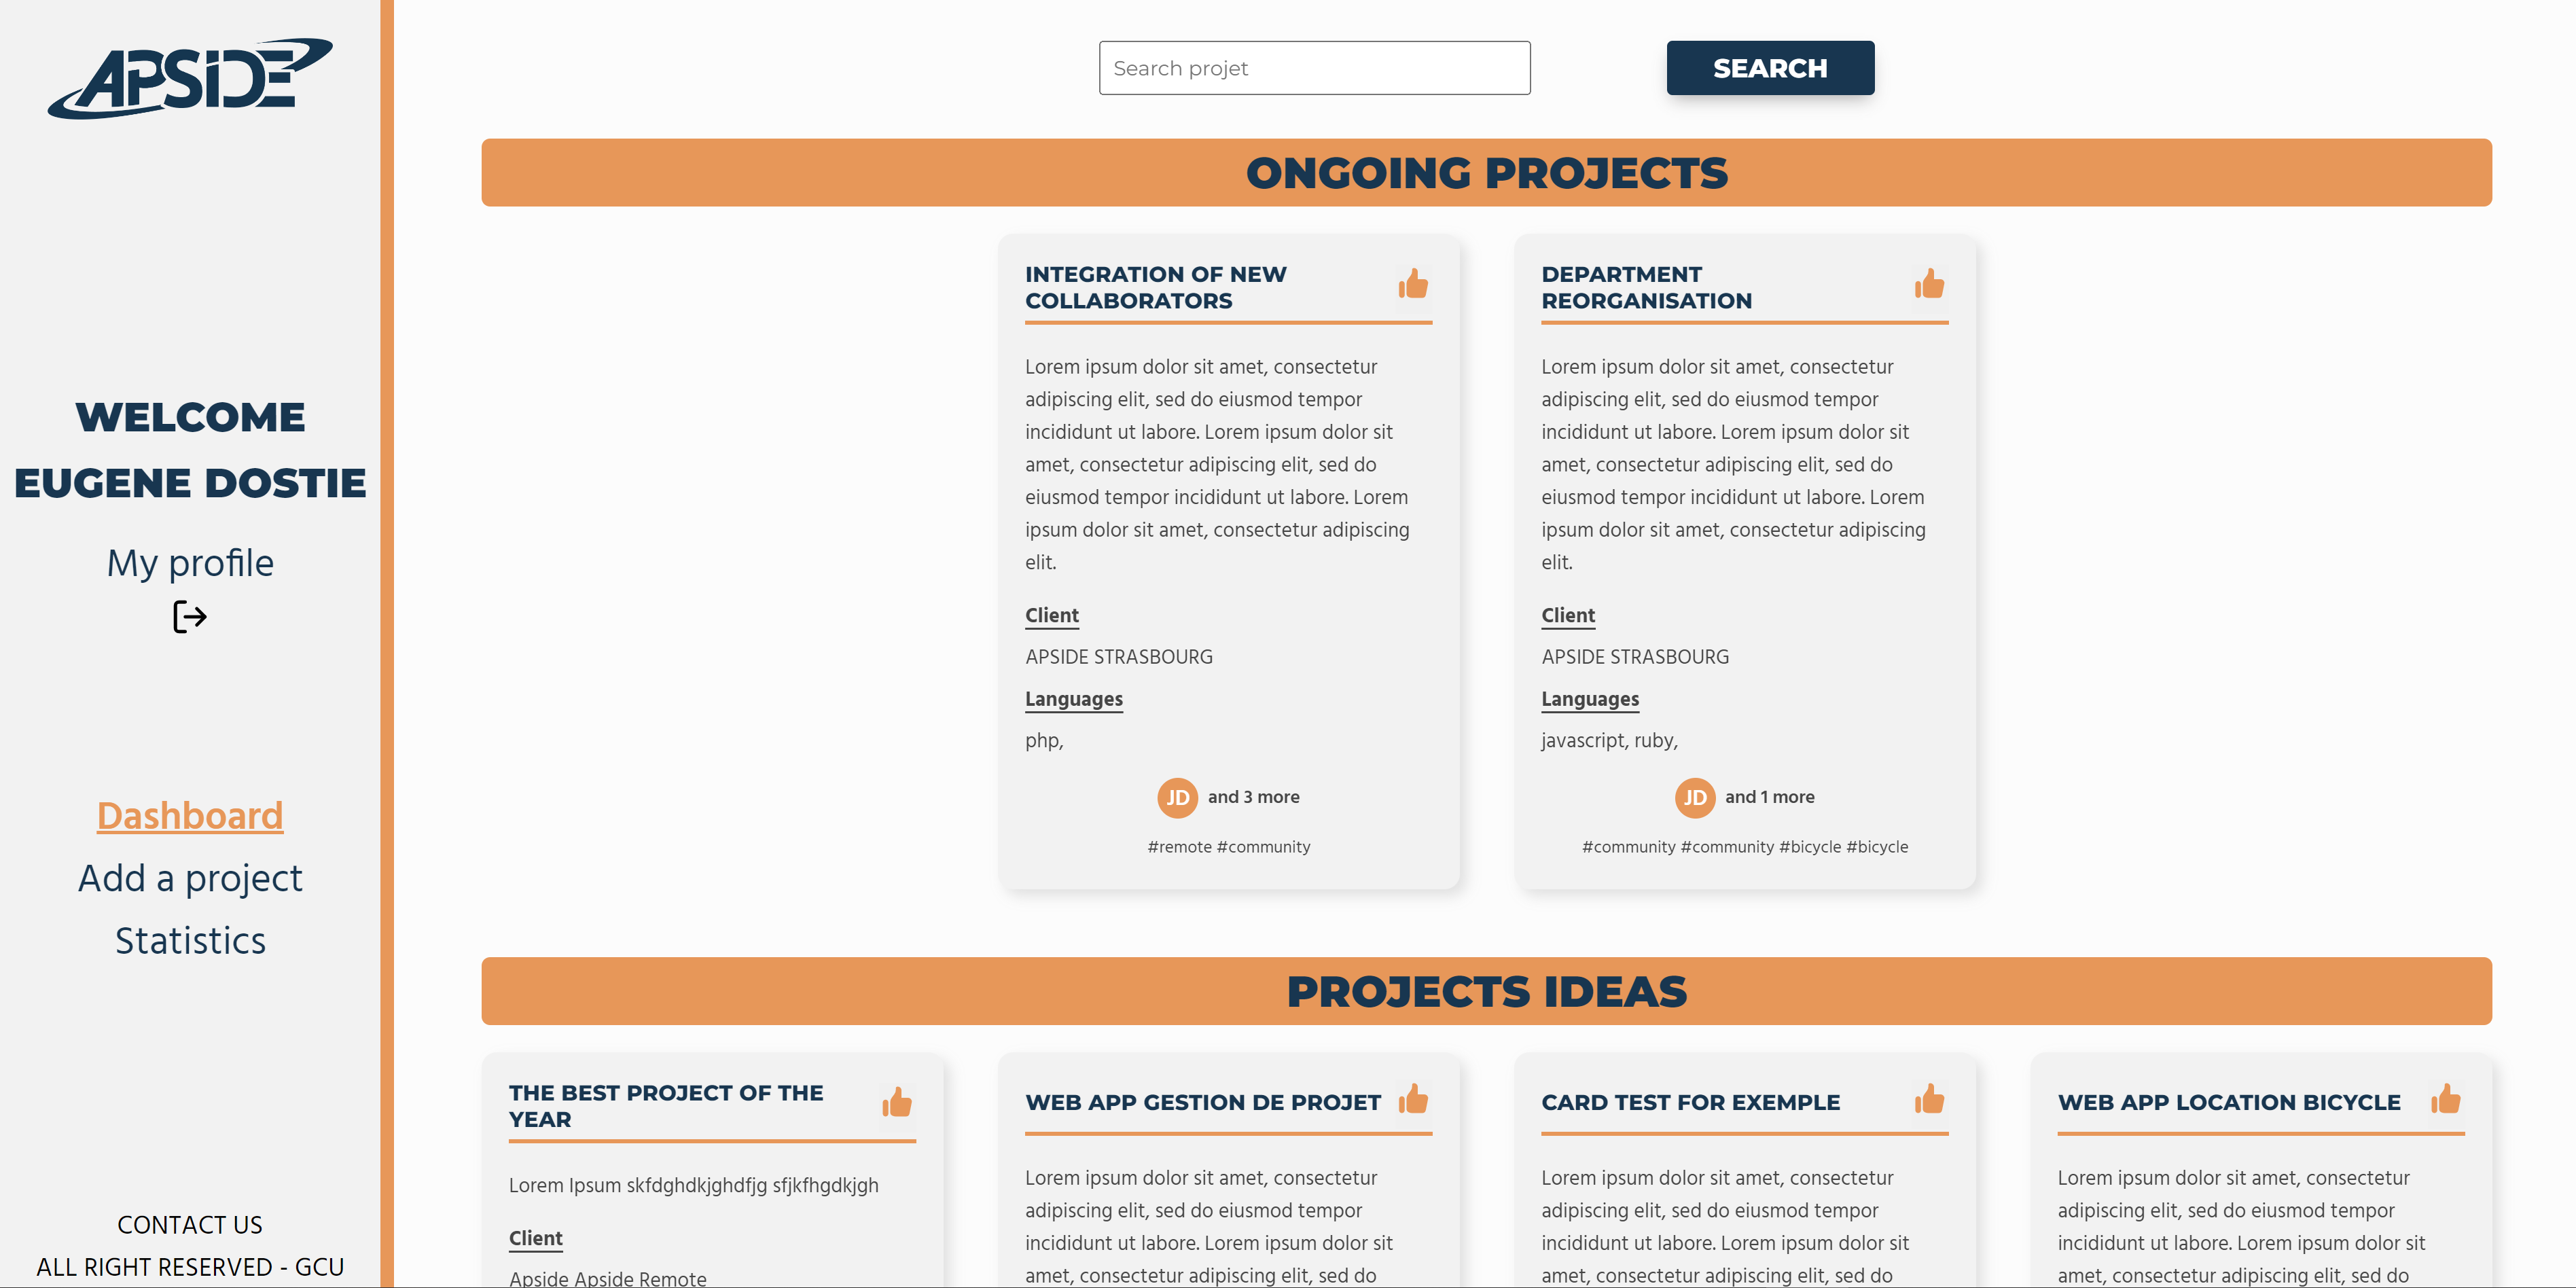 APSIDE
WELCOME
EUGENE DOSTIE
My profile
Dashboard
Add a project
Statistics
CONTACT US
ALL RIGHT RESERVED - GCU
Search projet
SEARCH
ONGOING PROJECTS
INTEGRATION OF NEW
COLLABORATORS
Lorem ipsum dolor sit amet, consectetur
adipiscing elit, sed do eiusmod tempor
incididunt ut labore. Lorem ipsum dolor sit
amet, consectetur adipiscing elit, sed do
eiusmod tempor incididunt ut labore. Lorem
ipsum dolor sit amet, consectetur adipiscing
elit.
Client
APSIDE STRASBOURG
Languages
php,
JD and 3 more
#remote #community
DEPARTMENT
REORGANISATION
Lorem ipsum dolor sit amet, consectetur
adipiscing elit, sed do eiusmod tempor
incididunt ut labore. Lorem ipsum dolor sit
amet, consectetur adipiscing elit, sed do
eiusmod tempor incididunt ut labore. Lorem
ipsum dolor sit amet, consectetur adipiscing
elit.
Client
APSIDE STRASBOURG
Languages
javascript, ruby,
JD and 1 more
#community #community #bicycle #bicycle
PROJECTS IDEAS
THE BEST PROJECT OF THE
YEAR
Lorem Ipsum skfdghdkjghdfjg sfjkfhgdkjgh
Client
Apside Apside Remote
WEB APP GESTION DE PROJET
Lorem ipsum dolor sit amet, consectetur
adipiscing elit, sed do eiusmod tempor
incididunt ut labore. Lorem ipsum dolor sit
amet, consectetur adipiscing elit, sed do
CARD TEST FOR EXEMPLE
Lorem ipsum dolor sit amet, consectetur
adipiscing elit, sed do eiusmod tempor
incididunt ut labore. Lorem ipsum dolor sit
amet, consectetur adipiscing elit, sed do
WEB APP LOCATION BICYCLE
Lorem ipsum dolor sit amet, consectetur
adipiscing elit, sed do eiusmod tempor
incididunt ut labore. Lorem ipsum dolor sit
amet, consectetur adipiscing elit, sed do